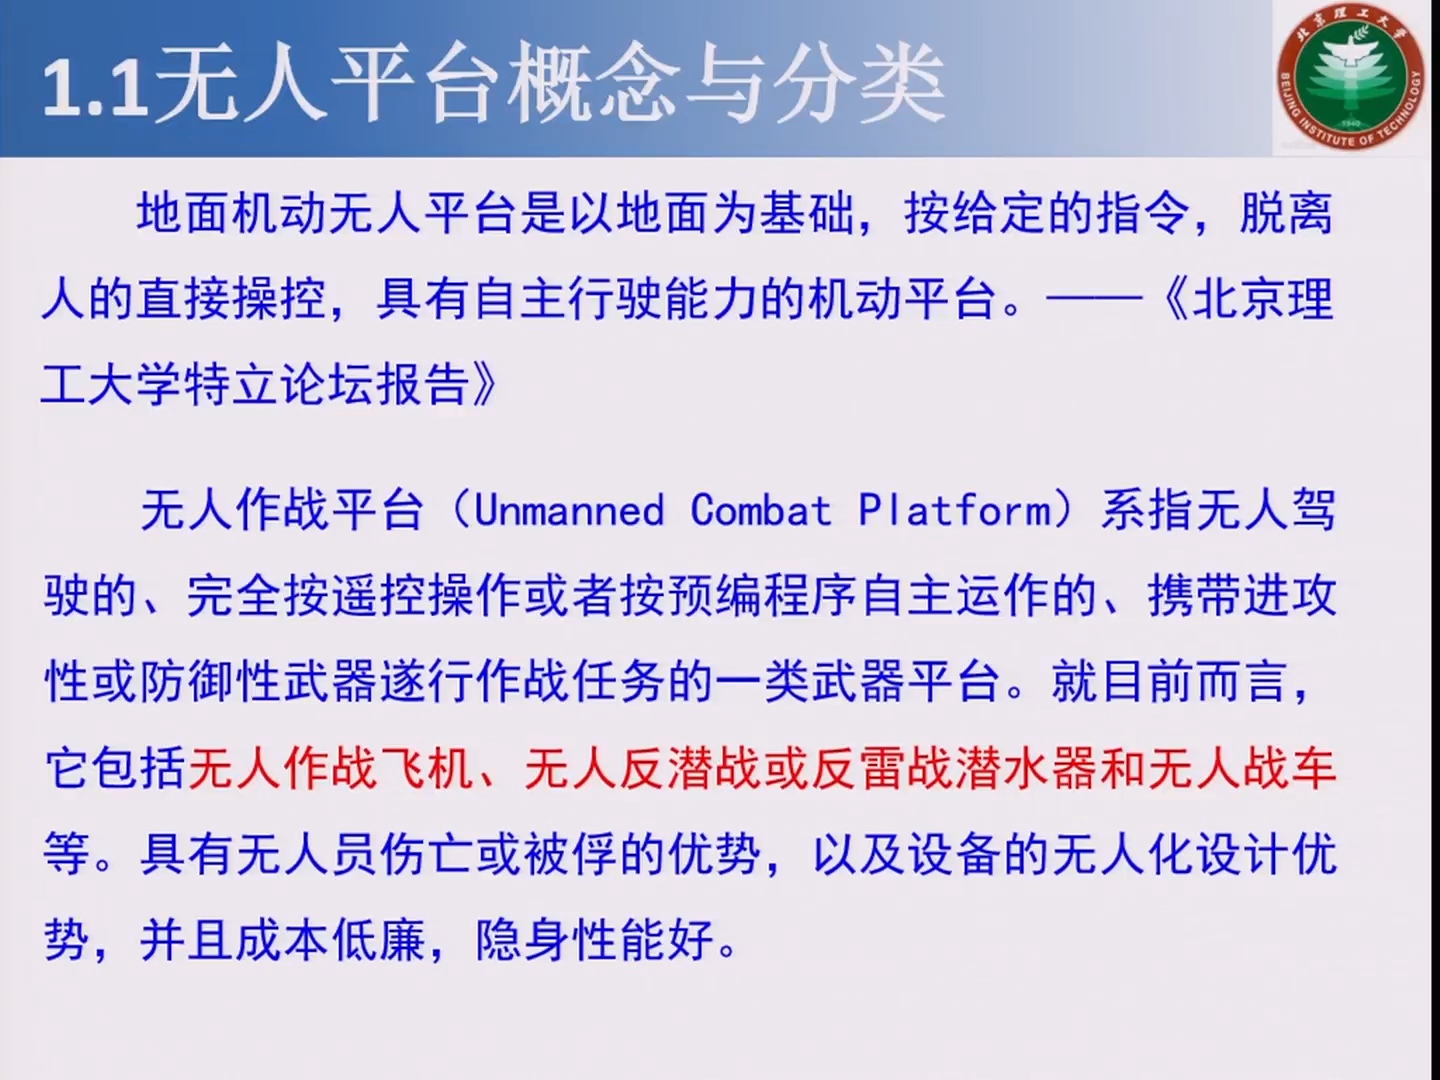 1.1无人平台概念与分类
北京理工大学
BEIJING INSTITUTE OF TECHNOLOGY
1940
地面机动无人平台是以地面为基础，按给定的指令，脱离
人的直接操控，具有自主行驶能力的机动平台。——《北京理
工大学特立论坛报告》
无人作战平台（Unmanned Combat Platform）系指无人驾
驶的、完全按遥控操作或者按预编程序自主运作的、携带进攻
性或防御性武器遂行作战任务的一类武器平台。就目前而言，
它包括无人作战飞机、无人反潜战或反雷战潜水器和无人战车
等。具有无人员伤亡或被俘的优势，以及设备的无人化设计优
势，并且成本低廉，隐身性能好。